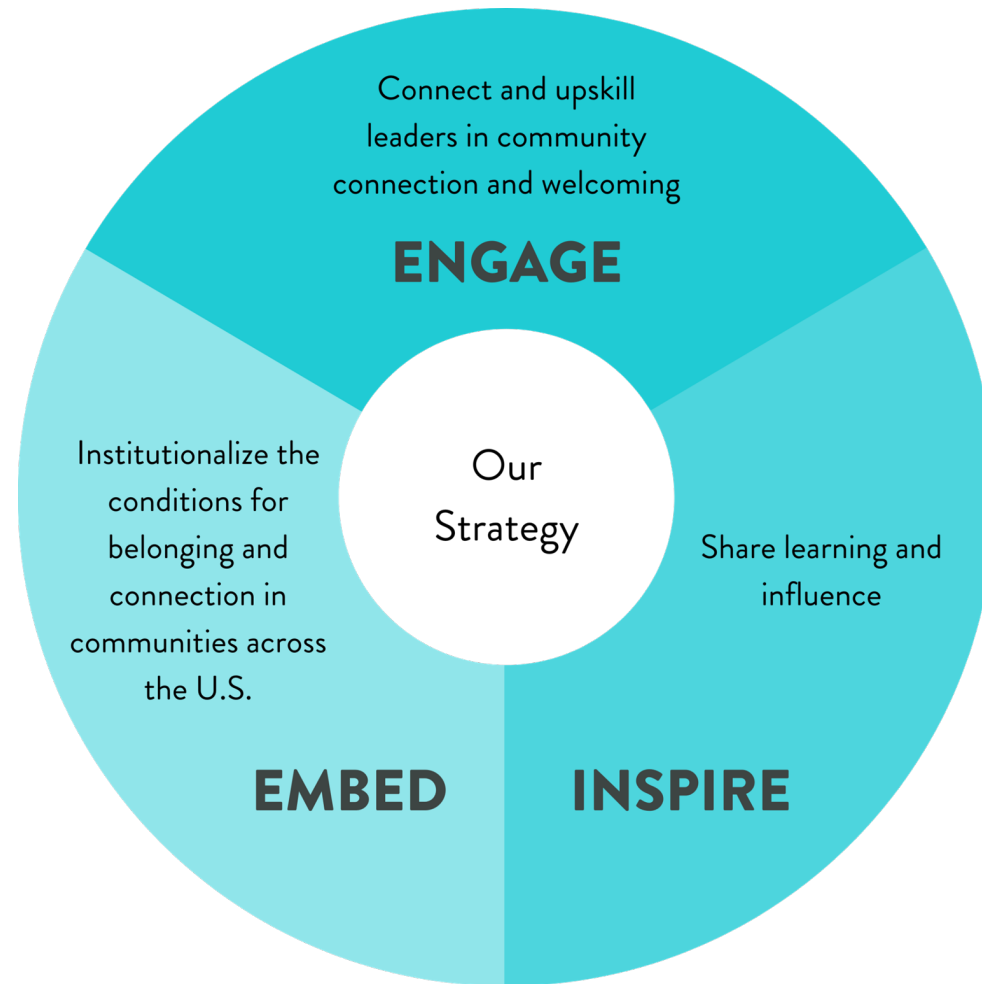 Connect and upskill
leaders in community
connection and welcoming
ENGAGE
Our
Strategy
Institutionalize the
conditions for
belonging and
connection in
communities across
the U.S.
EMBED
Share learning and
influence
INSPIRE